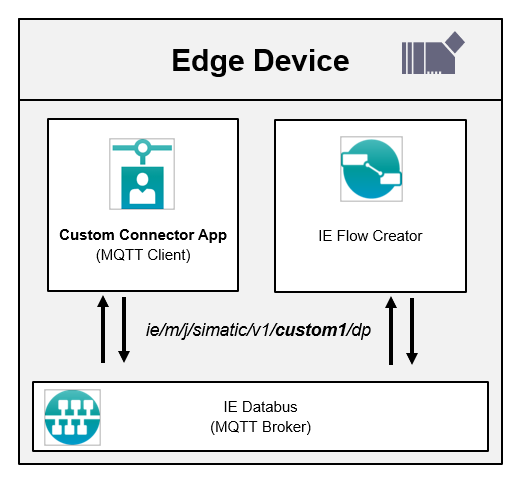 Edge Device
Custom Connector App
(MQTT Client)
IE Flow Creator
ie/m/j/simatic/v1/custom1/dp
IE Databus
(MQTT Broker)